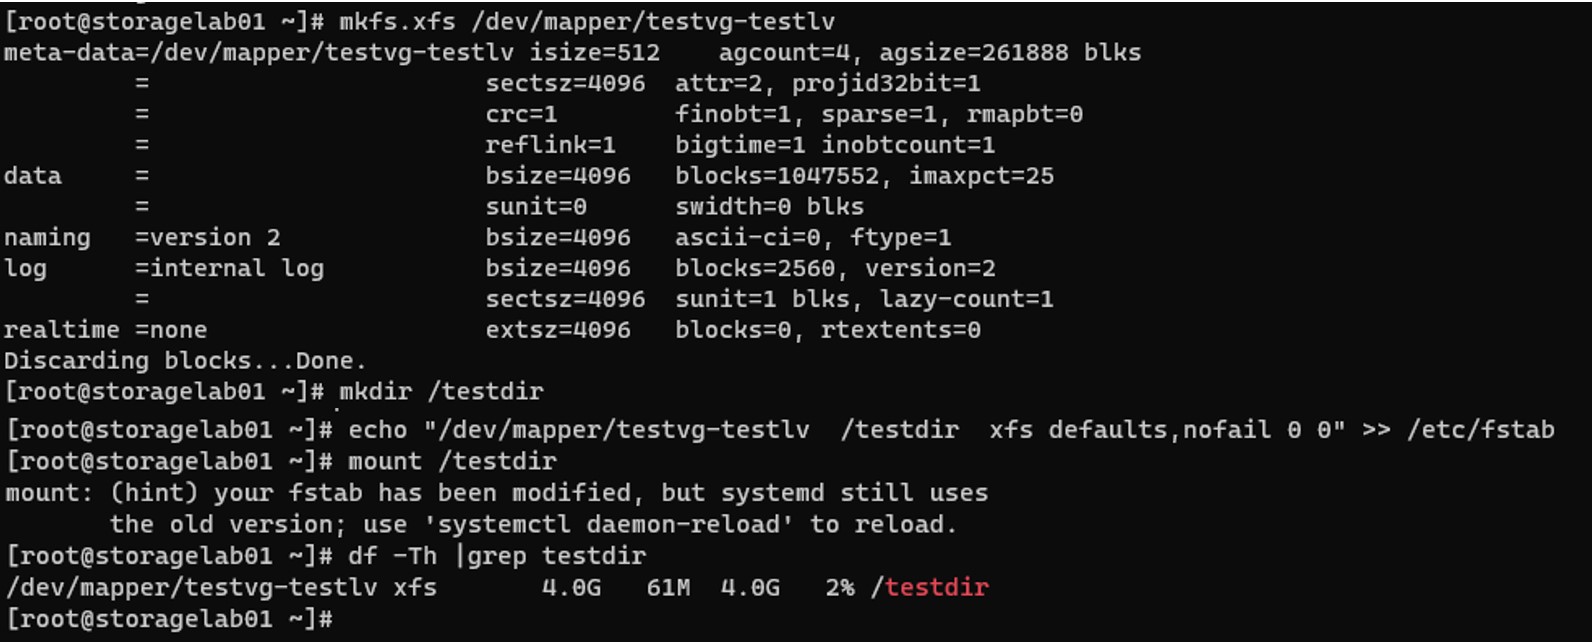 [root@storagelab01 ~]# mkfs.xfs /dev/mapper/testvg-testlv
meta-data=/dev/mapper/testvg-testlv isize=512    agcount=4, agsize=261888 blks
         =                       sectsz=4096  attr=2, projid32bit=1
         =                       crc=1        finobt=1, sparse=1, rmapbt=0
         =                       reflink=1    bigtime=1 inobtcount=1
data     =                       bsize=4096   blocks=1047552, imaxpct=25
         =                       sunit=0      swidth=0 blks
naming   =version 2              bsize=4096   ascii-ci=0, ftype=1
log      =internal log           bsize=4096   blocks=2560, version=2
         =                       sectsz=4096  sunit=1 blks, lazy-count=1
realtime =none                   extsz=4096   blocks=0, rtextents=0
Discarding blocks...Done.
[root@storagelab01 ~]# mkdir /testdir
[root@storagelab01 ~]# echo "/dev/mapper/testvg-testlv  /testdir  xfs defaults,nofail 0 0" >> /etc/fstab
[root@storagelab01 ~]# mount /testdir
mount: (hint) your fstab has been modified, but systemd still uses
       the old version; use 'systemctl daemon-reload' to reload.
[root@storagelab01 ~]# df -Th |grep testdir
/dev/mapper/testvg-testlv xfs       4.0G   61M  4.0G   2% /testdir
[root@storagelab01 ~]#